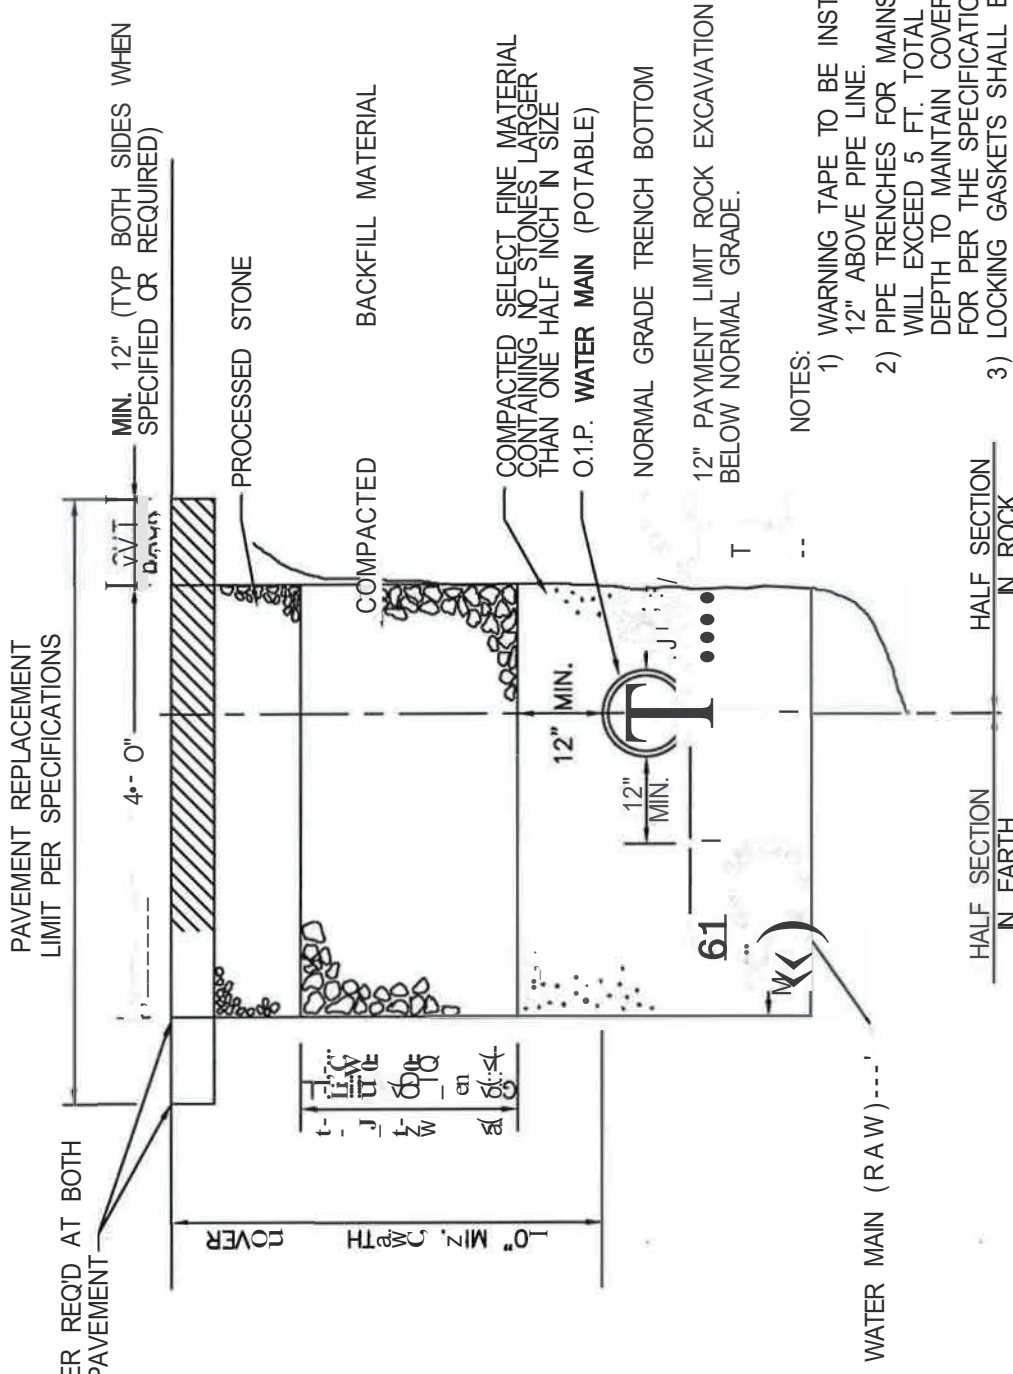 PAVEMENT REPLACEMENT
LIMIT PER SPECIFICATIONS
MIN. 12" (TYP BOTH SIDES WHEN
SPECIFIED OR REQUIRED)
4•- O"
ER REQ'D AT BOTH
PAVEMENT
PROCESSED STONE
COMPACTED BACKFILL MATERIAL
COMPACTED SELECT FINE MATERIAL
CONTAINING NO STONES LARGER
THAN ONE HALF INCH IN SIZE
O.1.P. WATER MAIN (POTABLE)
12" MIN.
12"
MIN.
NORMAL GRADE TRENCH BOTTOM
12" PAYMENT LIMIT ROCK EXCAVATION
BELOW NORMAL GRADE.
61
OVER
WATER MAIN (RAW)----'
NOTES:
1) WARNING TAPE TO BE INST
12" ABOVE PIPE LINE.
2) PIPE TRENCHES FOR MAINS
WILL EXCEED 5 FT. TOTAL
DEPTH TO MAINTAIN COVER
FOR PER THE SPECIFICATIO
3) LOCKING GASKETS SHALL B
HALF SECTION
IN EARTH
HALF SECTION
IN ROCK